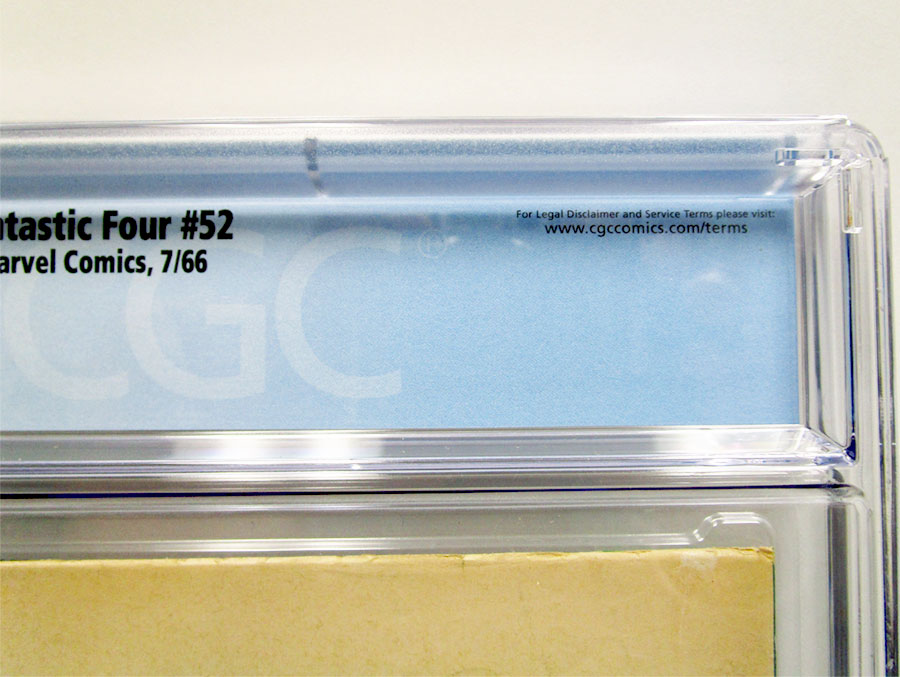 ntastic Four #52
arvel Comics, 7/66
For Legal Disclaimer and Service Terms please visit:
www.cgccomics.com/terms
CGC®